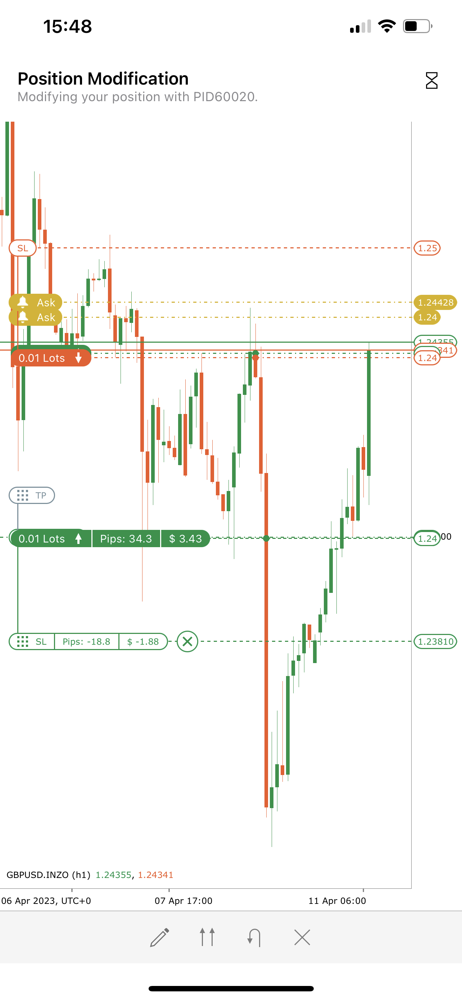 15:48
Position Modification
Modifying your position with PID60020.
SL
1.25
Ask
1.24428
Ask
1.24
1.24355
341
0.01 Lots
1.24
TP
0.01 Lots Pips: 34.3 $ 3.43
1.24
00
SL Pips: -18.8 $ -1.88
1.23810
GBPUSD.INZO (h1) 1.24355, 1.24341
06 Apr 2023, UTC+0 07 Apr 17:00 11 Apr 06:00